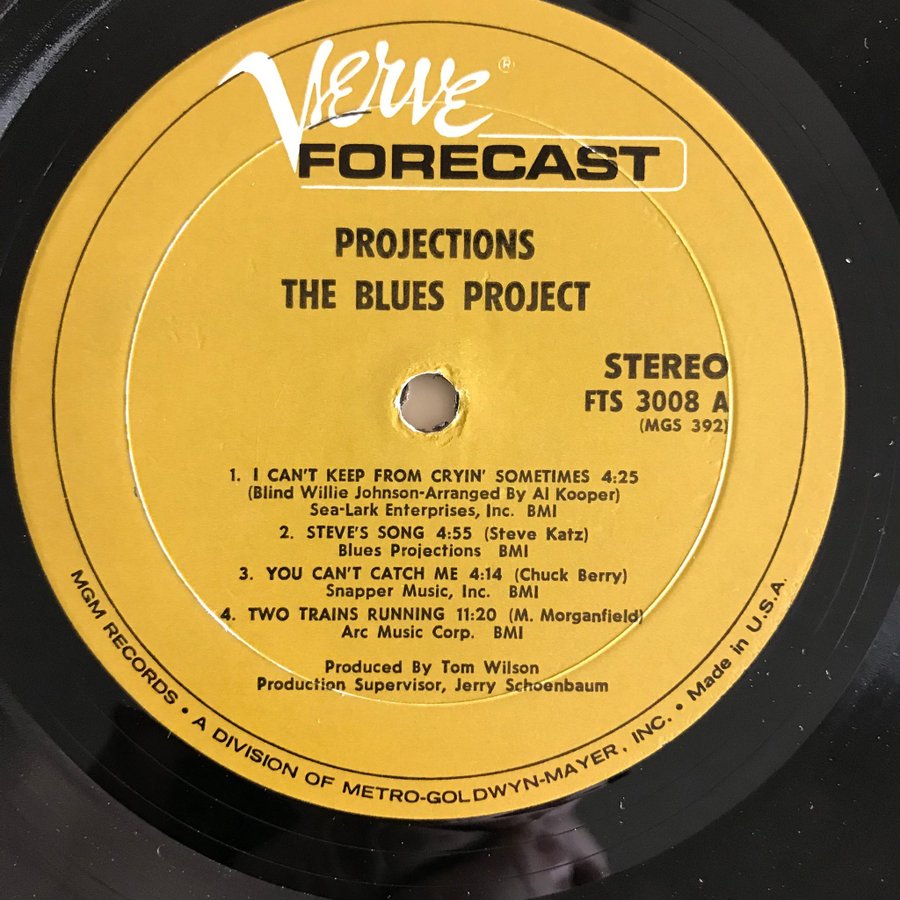 Verve ®
FORECAST
PROJECTIONS
THE BLUES PROJECT
STEREO
FTS 3008 A
(MGS 392)
1. I CAN'T KEEP FROM CRYIN' SOMETIMES 4:25
(Blind Willie Johnson-Arranged By Al Kooper)
Sea-Lark Enterprises, Inc. BMI
2. STEVE'S SONG 4:55 (Steve Katz)
Blues Projections BMI
3. YOU CAN'T CATCH ME 4:14 (Chuck Berry)
Snapper Music, Inc. BMI
4. TWO TRAINS RUNNING 11:20 (M. Morganfield)
Arc Music Corp. BMI
Produced By Tom Wilson
Production Supervisor, Jerry Schoenbaum
MGM RECORDS • A DIVISION OF METRO-GOLDWYN-MAYER, INC. • Made in U.S.A.